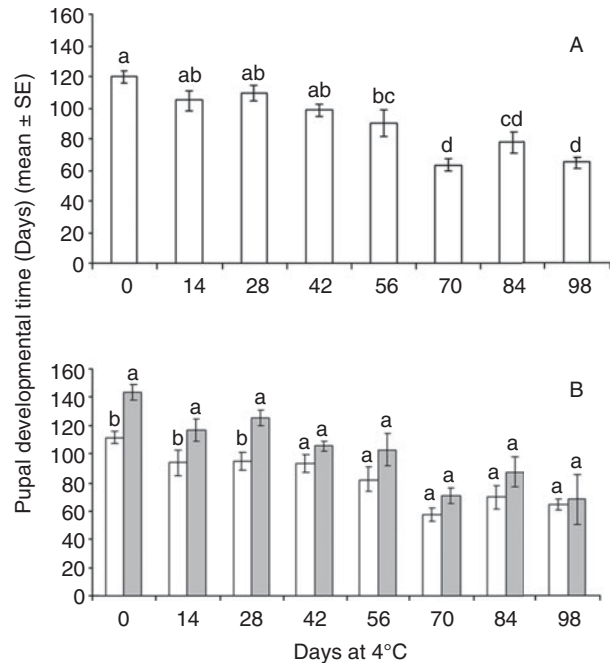 Pupal developmental time (Days) (mean ± SE)
160
140
120
100
80
60
40
20
0
A
a
ab
ab
ab
bc
d
cd
d
0 14 28 42 56 70 84 98
160
140
120
100
80
60
40
20
0
B
b a
b a
b a
a a
a a
a a
a a
a a
0 14 28 42 56 70 84 98
Days at 4°C